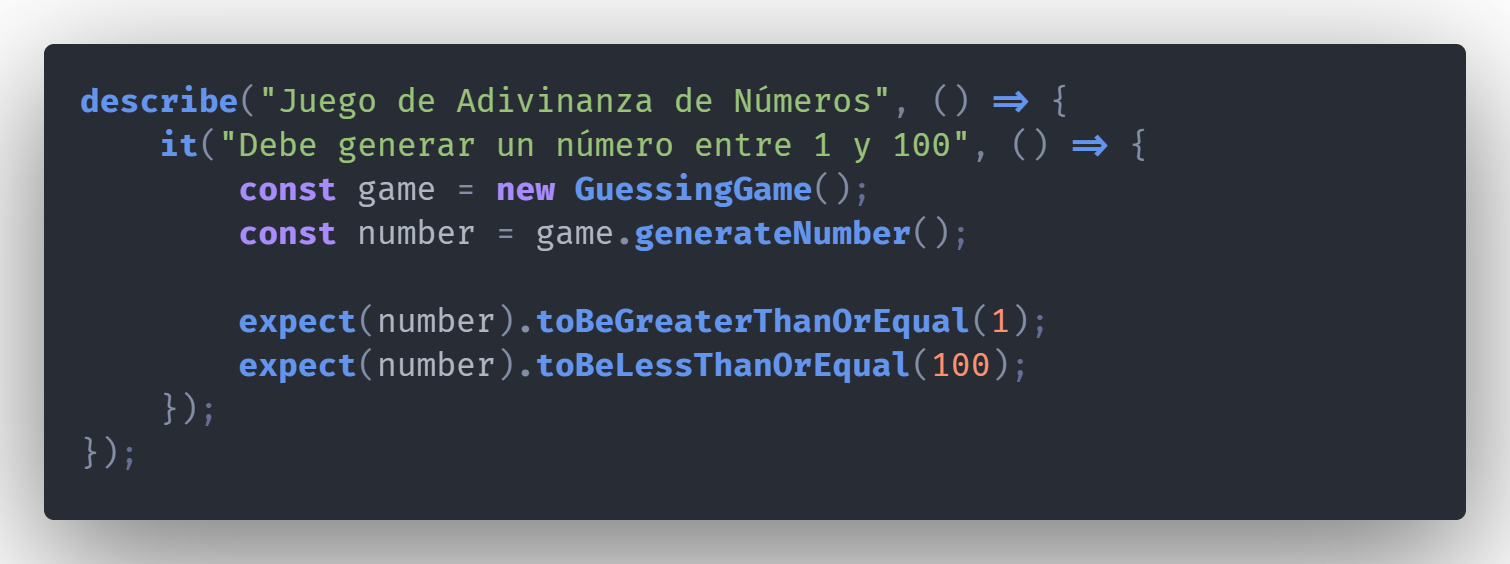 describe("Juego de Adivinanza de Números", () => {
    it("Debe generar un número entre 1 y 100", () => {
        const game = new GuessingGame();
        const number = game.generateNumber();

        expect(number).toBeGreaterThanOrEqual(1);
        expect(number).toBeLessThanOrEqual(100);
    });
});